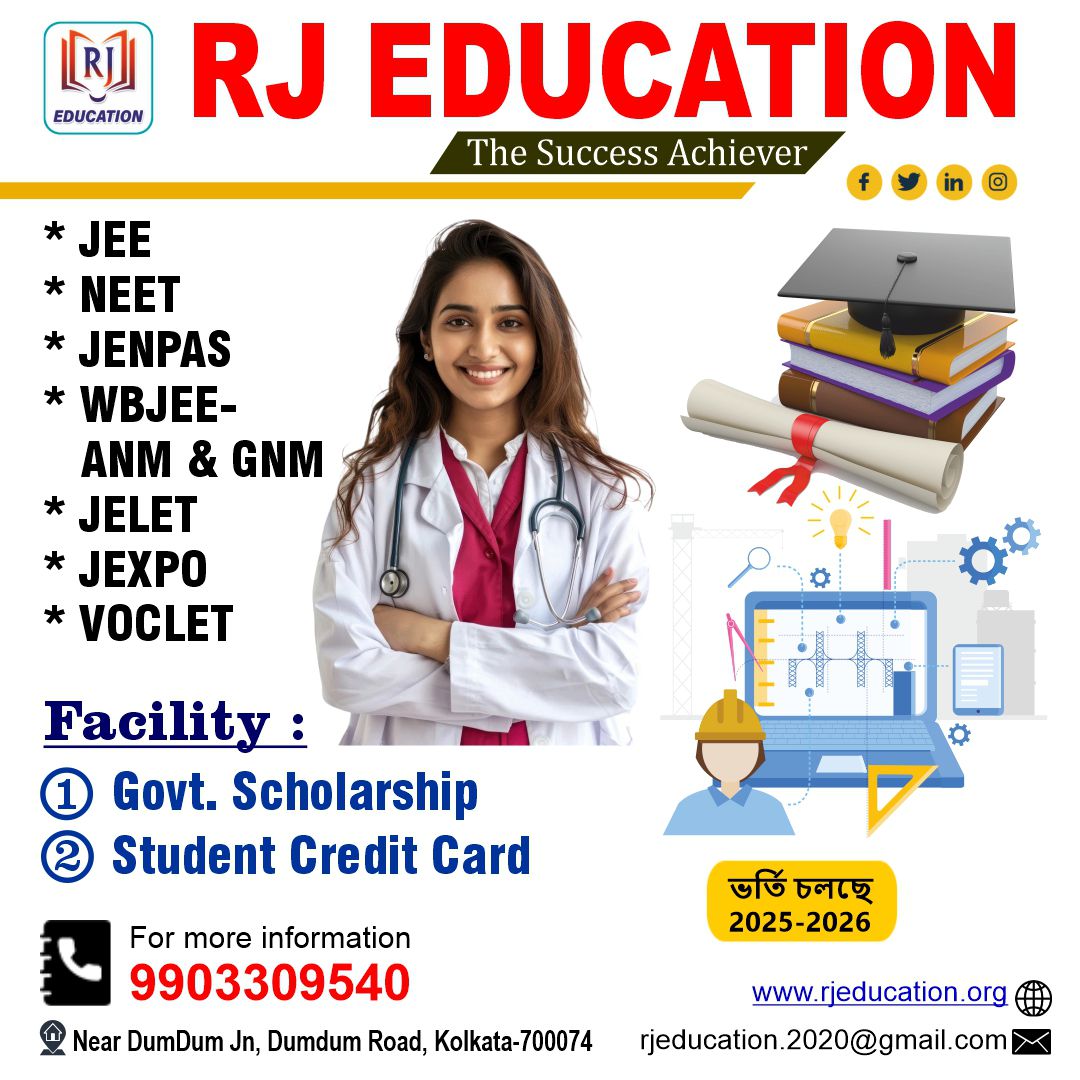 RJ
EDUCATION
RJ EDUCATION
The Success Achiever
* JEE
* NEET
* JENPAS
* WBJEE-
ANM & GNM
* JELET
* JEXPO
* VOCLET
Facility :
1 Govt. Scholarship
2 Student Credit Card
ভর্তি চলছে
2025-2026
For more information
9903309540
www.rjeducation.org
Near DumDum Jn, Dumdum Road, Kolkata-700074
rjeducation.2020@gmail.com